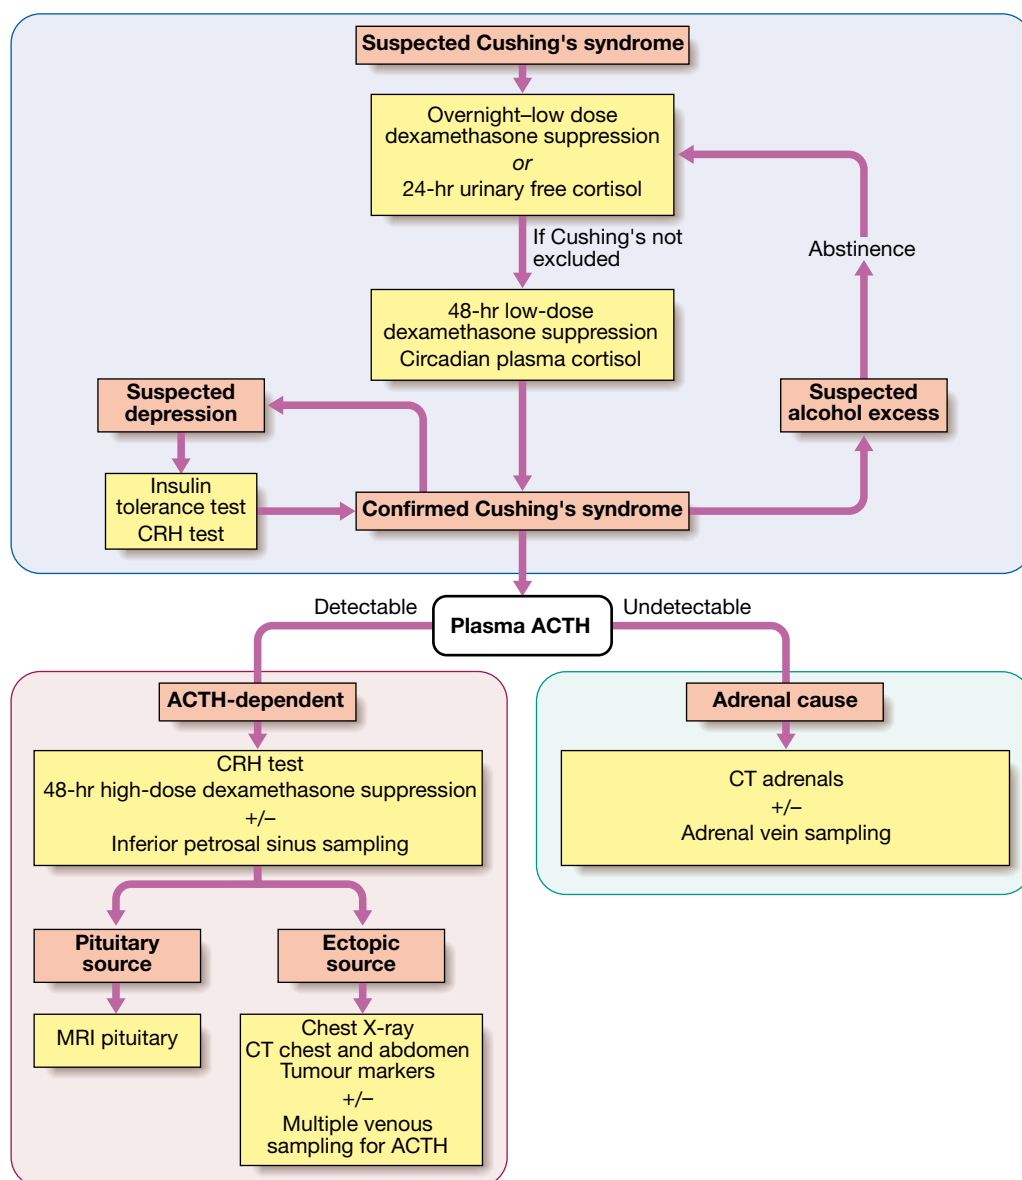 Suspected Cushing's syndrome
Overnight–low dose
dexamethasone suppression
or
24-hr urinary free cortisol
If Cushing's not
excluded
Abstinence
48-hr low-dose
dexamethasone suppression
Circadian plasma cortisol
Suspected
depression
Suspected
alcohol excess
Insulin
tolerance test
CRH test
Confirmed Cushing's syndrome
Detectable
Plasma ACTH
Undetectable
ACTH-dependent
CRH test
48-hr high-dose dexamethasone suppression
+/–
Inferior petrosal sinus sampling
Pituitary
source
MRI pituitary
Ectopic
source
Chest X-ray
CT chest and abdomen
Tumour markers
+/–
Multiple venous
sampling for ACTH
Adrenal cause
CT adrenals
+/–
Adrenal vein sampling